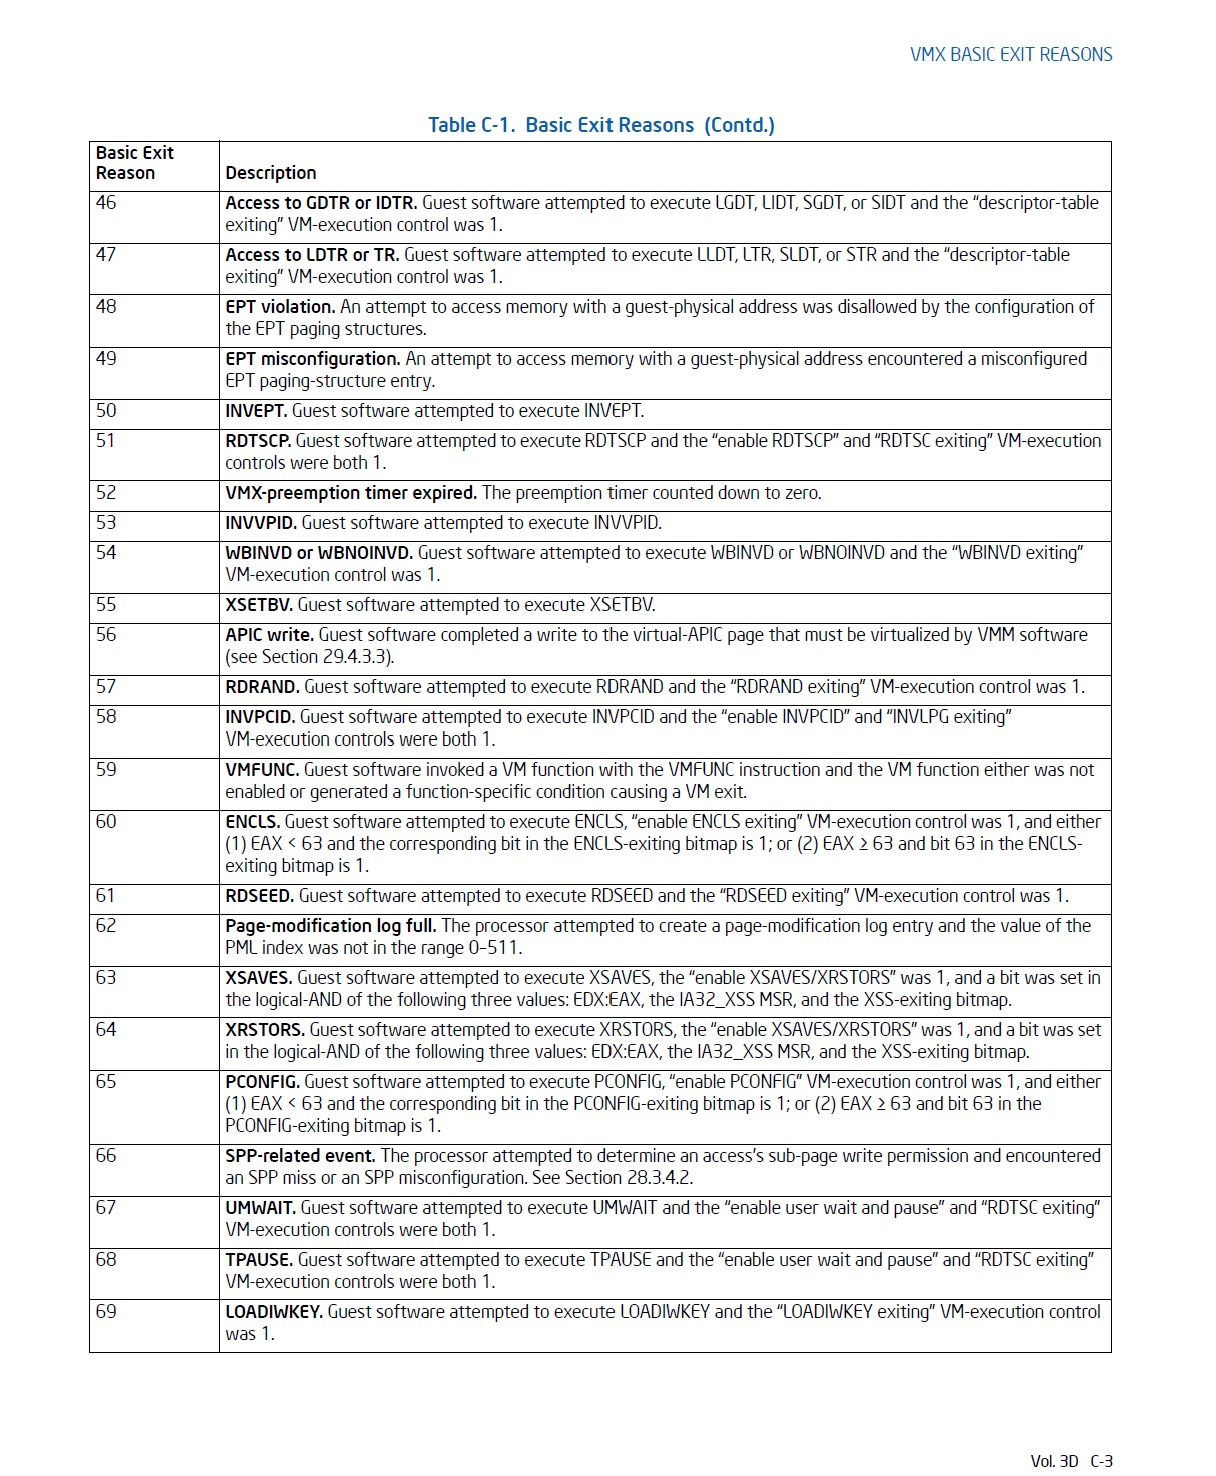 VMX BASIC EXIT REASONS
Table C-1. Basic Exit Reasons (Contd.)
Basic Exit
Reason
Description
46
Access to GDTR or IDTR. Guest software attempted to execute LGDT, LIDT, SGDT, or SIDT and the “descriptor-table
exiting” VM-execution control was 1.
47
Access to LDTR or TR. Guest software attempted to execute LLDT, LTR, SLDT, or STR and the “descriptor-table
exiting” VM-execution control was 1.
48
EPT violation. An attempt to access memory with a guest-physical address was disallowed by the configuration of
the EPT paging structures.
49
EPT misconfiguration. An attempt to access memory with a guest-physical address encountered a misconfigured
EPT paging-structure entry.
50
INVEPT. Guest software attempted to execute INVEPT.
51
RDTSCP. Guest software attempted to execute RDTSCP and the “enable RDTSCP” and “RDTSC exiting” VM-execution
controls were both 1.
52
VMX-preemption timer expired. The preemption timer counted down to zero.
53
INVVPID. Guest software attempted to execute INVVPID.
54
WBINVD or WBNOINVD. Guest software attempted to execute WBINVD or WBNOINVD and the “WBINVD exiting”
VM-execution control was 1.
55
XSETBV. Guest software attempted to execute XSETBV.
56
APIC write. Guest software completed a write to the virtual-APIC page that must be virtualized by VMM software
(see Section 29.4.3.3).
57
RDRAND. Guest software attempted to execute RDRAND and the “RDRAND exiting” VM-execution control was 1.
58
INVPCID. Guest software attempted to execute INVPCID and the “enable INVPCID” and “INVLPG exiting”
VM-execution controls were both 1.
59
VMFUNC. Guest software invoked a VM function with the VMFUNC instruction and the VM function either was not
enabled or generated a function-specific condition causing a VM exit.
60
ENCLS. Guest software attempted to execute ENCLS, “enable ENCLS exiting” VM-execution control was 1, and either
(1) EAX < 63 and the corresponding bit in the ENCLS-exiting bitmap is 1; or (2) EAX ≥ 63 and bit 63 in the ENCLS-
exiting bitmap is 1.
61
RDSEED. Guest software attempted to execute RDSEED and the “RDSEED exiting” VM-execution control was 1.
62
Page-modification log full. The processor attempted to create a page-modification log entry and the value of the
PML index was not in the range 0–511.
63
XSAVES. Guest software attempted to execute XSAVES, the “enable XSAVES/XRSTORS” was 1, and a bit was set in
the logical-AND of the following three values: EDX:EAX, the IA32_XSS MSR, and the XSS-exiting bitmap.
64
XRSTORS. Guest software attempted to execute XRSTORS, the “enable XSAVES/XRSTORS” was 1, and a bit was set
in the logical-AND of the following three values: EDX:EAX, the IA32_XSS MSR, and the XSS-exiting bitmap.
65
PCONFIG. Guest software attempted to execute PCONFIG, “enable PCONFIG” VM-execution control was 1, and either
(1) EAX < 63 and the corresponding bit in the PCONFIG-exiting bitmap is 1; or (2) EAX ≥ 63 and bit 63 in the
PCONFIG-exiting bitmap is 1.
66
SPP-related event. The processor attempted to determine an access’s sub-page write permission and encountered
an SPP miss or an SPP misconfiguration. See Section 28.3.4.2.
67
UMWAIT. Guest software attempted to execute UMWAIT and the “enable user wait and pause” and “RDTSC exiting”
VM-execution controls were both 1.
68
TPAUSE. Guest software attempted to execute TPAUSE and the “enable user wait and pause” and “RDTSC exiting”
VM-execution controls were both 1.
69
LOADIWKEY. Guest software attempted to execute LOADIWKEY and the “LOADIWKEY exiting” VM-execution control
was 1.
Vol. 3D C-3